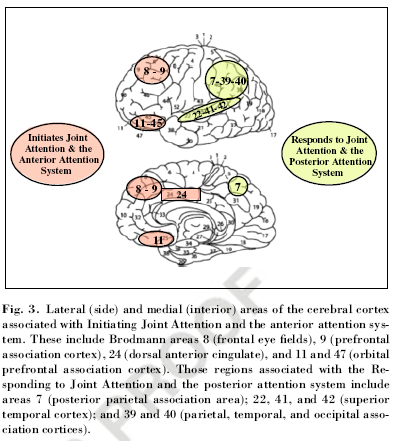 8 - 9
7-39-40
22-41-42
11-45
47
Initiates Joint
Attention & the
Anterior Attention
System
Responds to Joint
Attention & the
Posterior Attention
System
8 - 9
24
7
11
Fig. 3. Lateral (side) and medial (interior) areas of the cerebral cortex
associated with Initiating Joint Attention and the anterior attention sys-
tem. These include Brodmann areas 8 (frontal eye fields), 9 (prefrontal
association cortex), 24 (dorsal anterior cingulate), and 11 and 47 (orbital
prefrontal association cortex). Those regions associated with the Re-
sponding to Joint Attention and the posterior attention system include
areas 7 (posterior parietal association area); 22, 41, and 42 (superior
temporal cortex); and 39 and 40 (parietal, temporal, and occipital asso-
ciation cortices).
PROOF